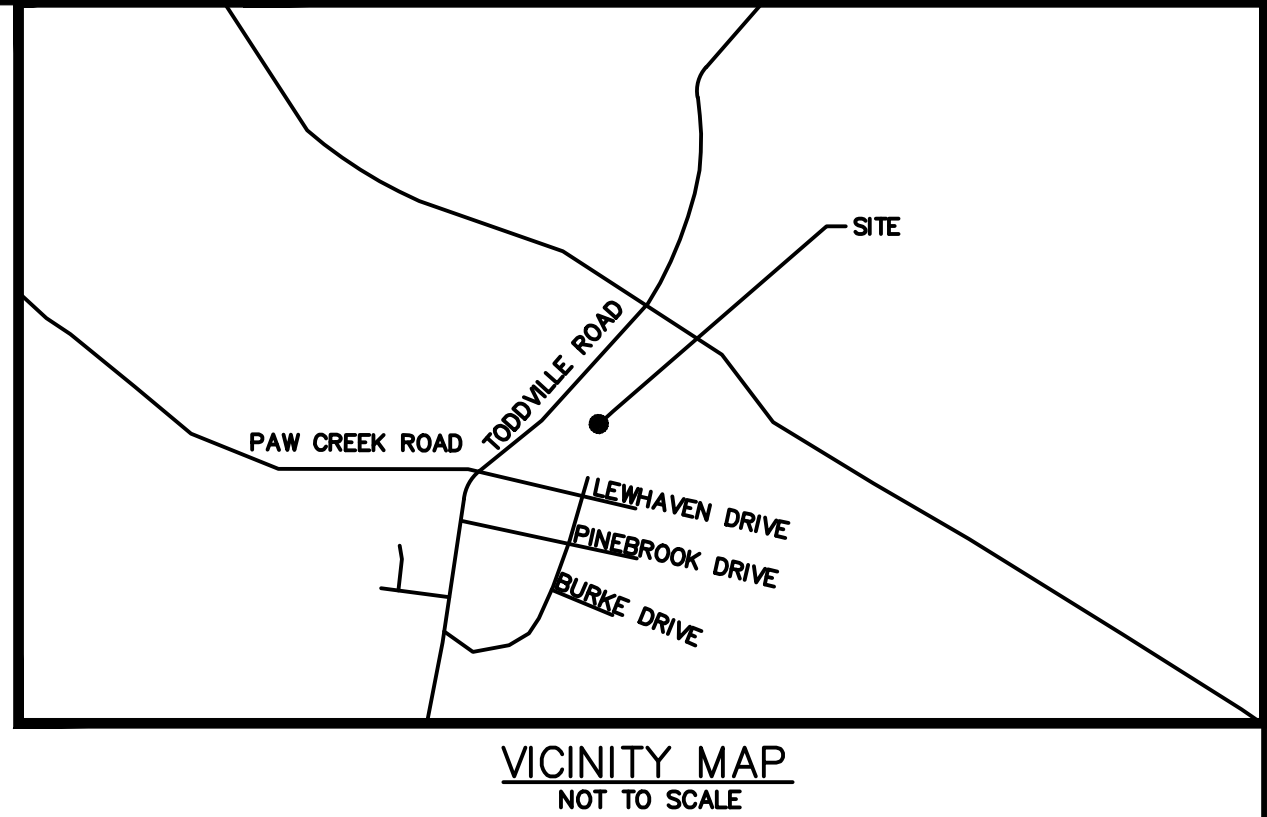 SITE
TODDVILLE ROAD
PAW CREEK ROAD
LEWHAVEN DRIVE
PINEBROOK DRIVE
BURKE DRIVE
VICINITY MAP
NOT TO SCALE